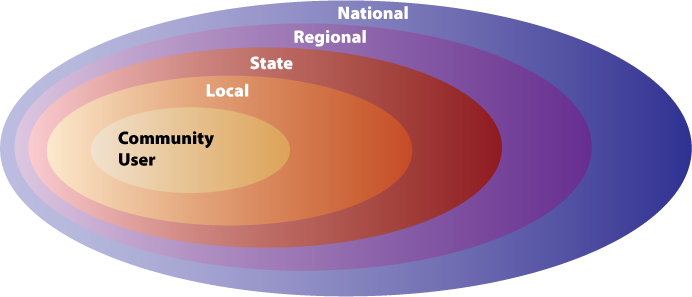 National
Regional
State
Local
Community
User